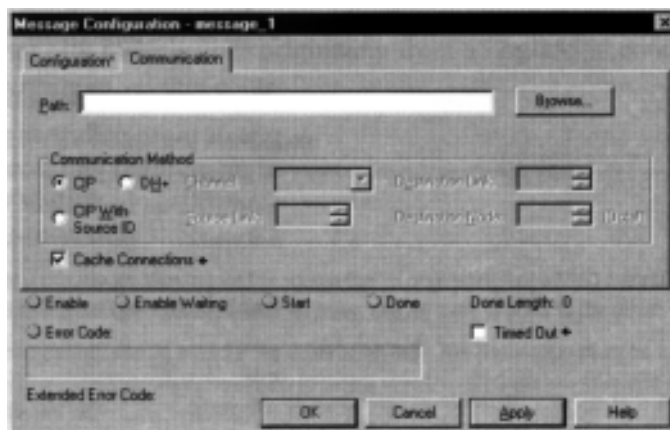 Message Configuration - message_1
Configuration* Communication
Path: Browse...
Communication Method
CIP DH+ Channel: Destination Link:
CIP With Source ID Source Link: Destination Node: (Octal)
Cache Connections
Enable Enable Waiting Start Done Done Length: 0
Error Code: Timed Out
Extended Error Code:
OK Cancel Apply Help